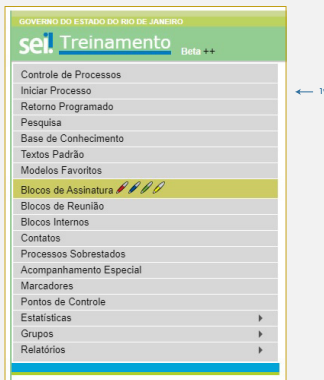 GOVERNO DO ESTADO DO RIO DE JANEIRO
sei! Treinamento Beta ++
Controle de Processos
Iniciar Processo
Retorno Programado
Pesquisa
Base de Conhecimento
Textos Padrão
Modelos Favoritos
Blocos de Assinatura
Blocos de Reunião
Blocos Internos
Contatos
Processos Sobrestados
Acompanhamento Especial
Marcadores
Pontos de Controle
Estatísticas
Grupos
Relatórios